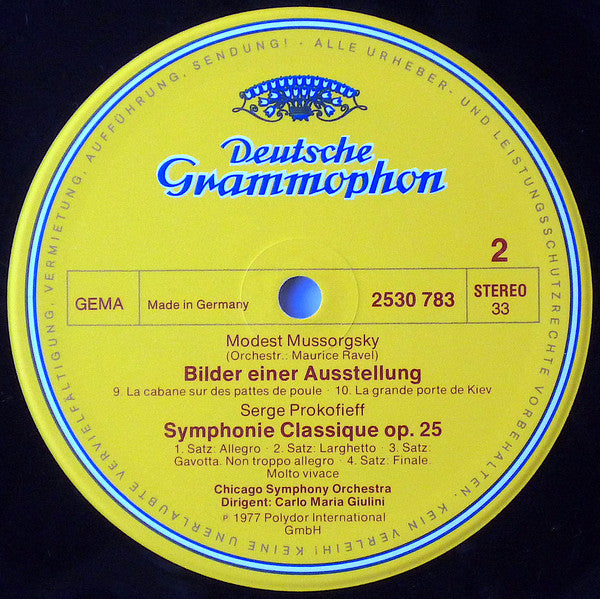 ALLE URHEBER- UND LEISTUNGSSCHUTZRECHTE VORBEHALTEN. KEIN VERLEIH! KEINE UNERLAUBTE VERVIELFÄLTIGUNG, VERMIETUNG, AUFFÜHRUNG, SENDUNG! ·
Deutsche
Grammophon
2
GEMA
Made in Germany
2530 783
STEREO
33
Modest Mussorgsky
(Orchestr.: Maurice Ravel)
Bilder einer Ausstellung
9. La cabane sur des pattes de poule · 10. La grande porte de Kiev
Serge Prokofieff
Symphonie Classique op. 25
1. Satz: Allegro · 2. Satz: Larghetto · 3. Satz:
Gavotta. Non troppo allegro · 4. Satz: Finale.
Molto vivace
Chicago Symphony Orchestra
Dirigent: Carlo Maria Giulini
℗ 1977 Polydor International
GmbH